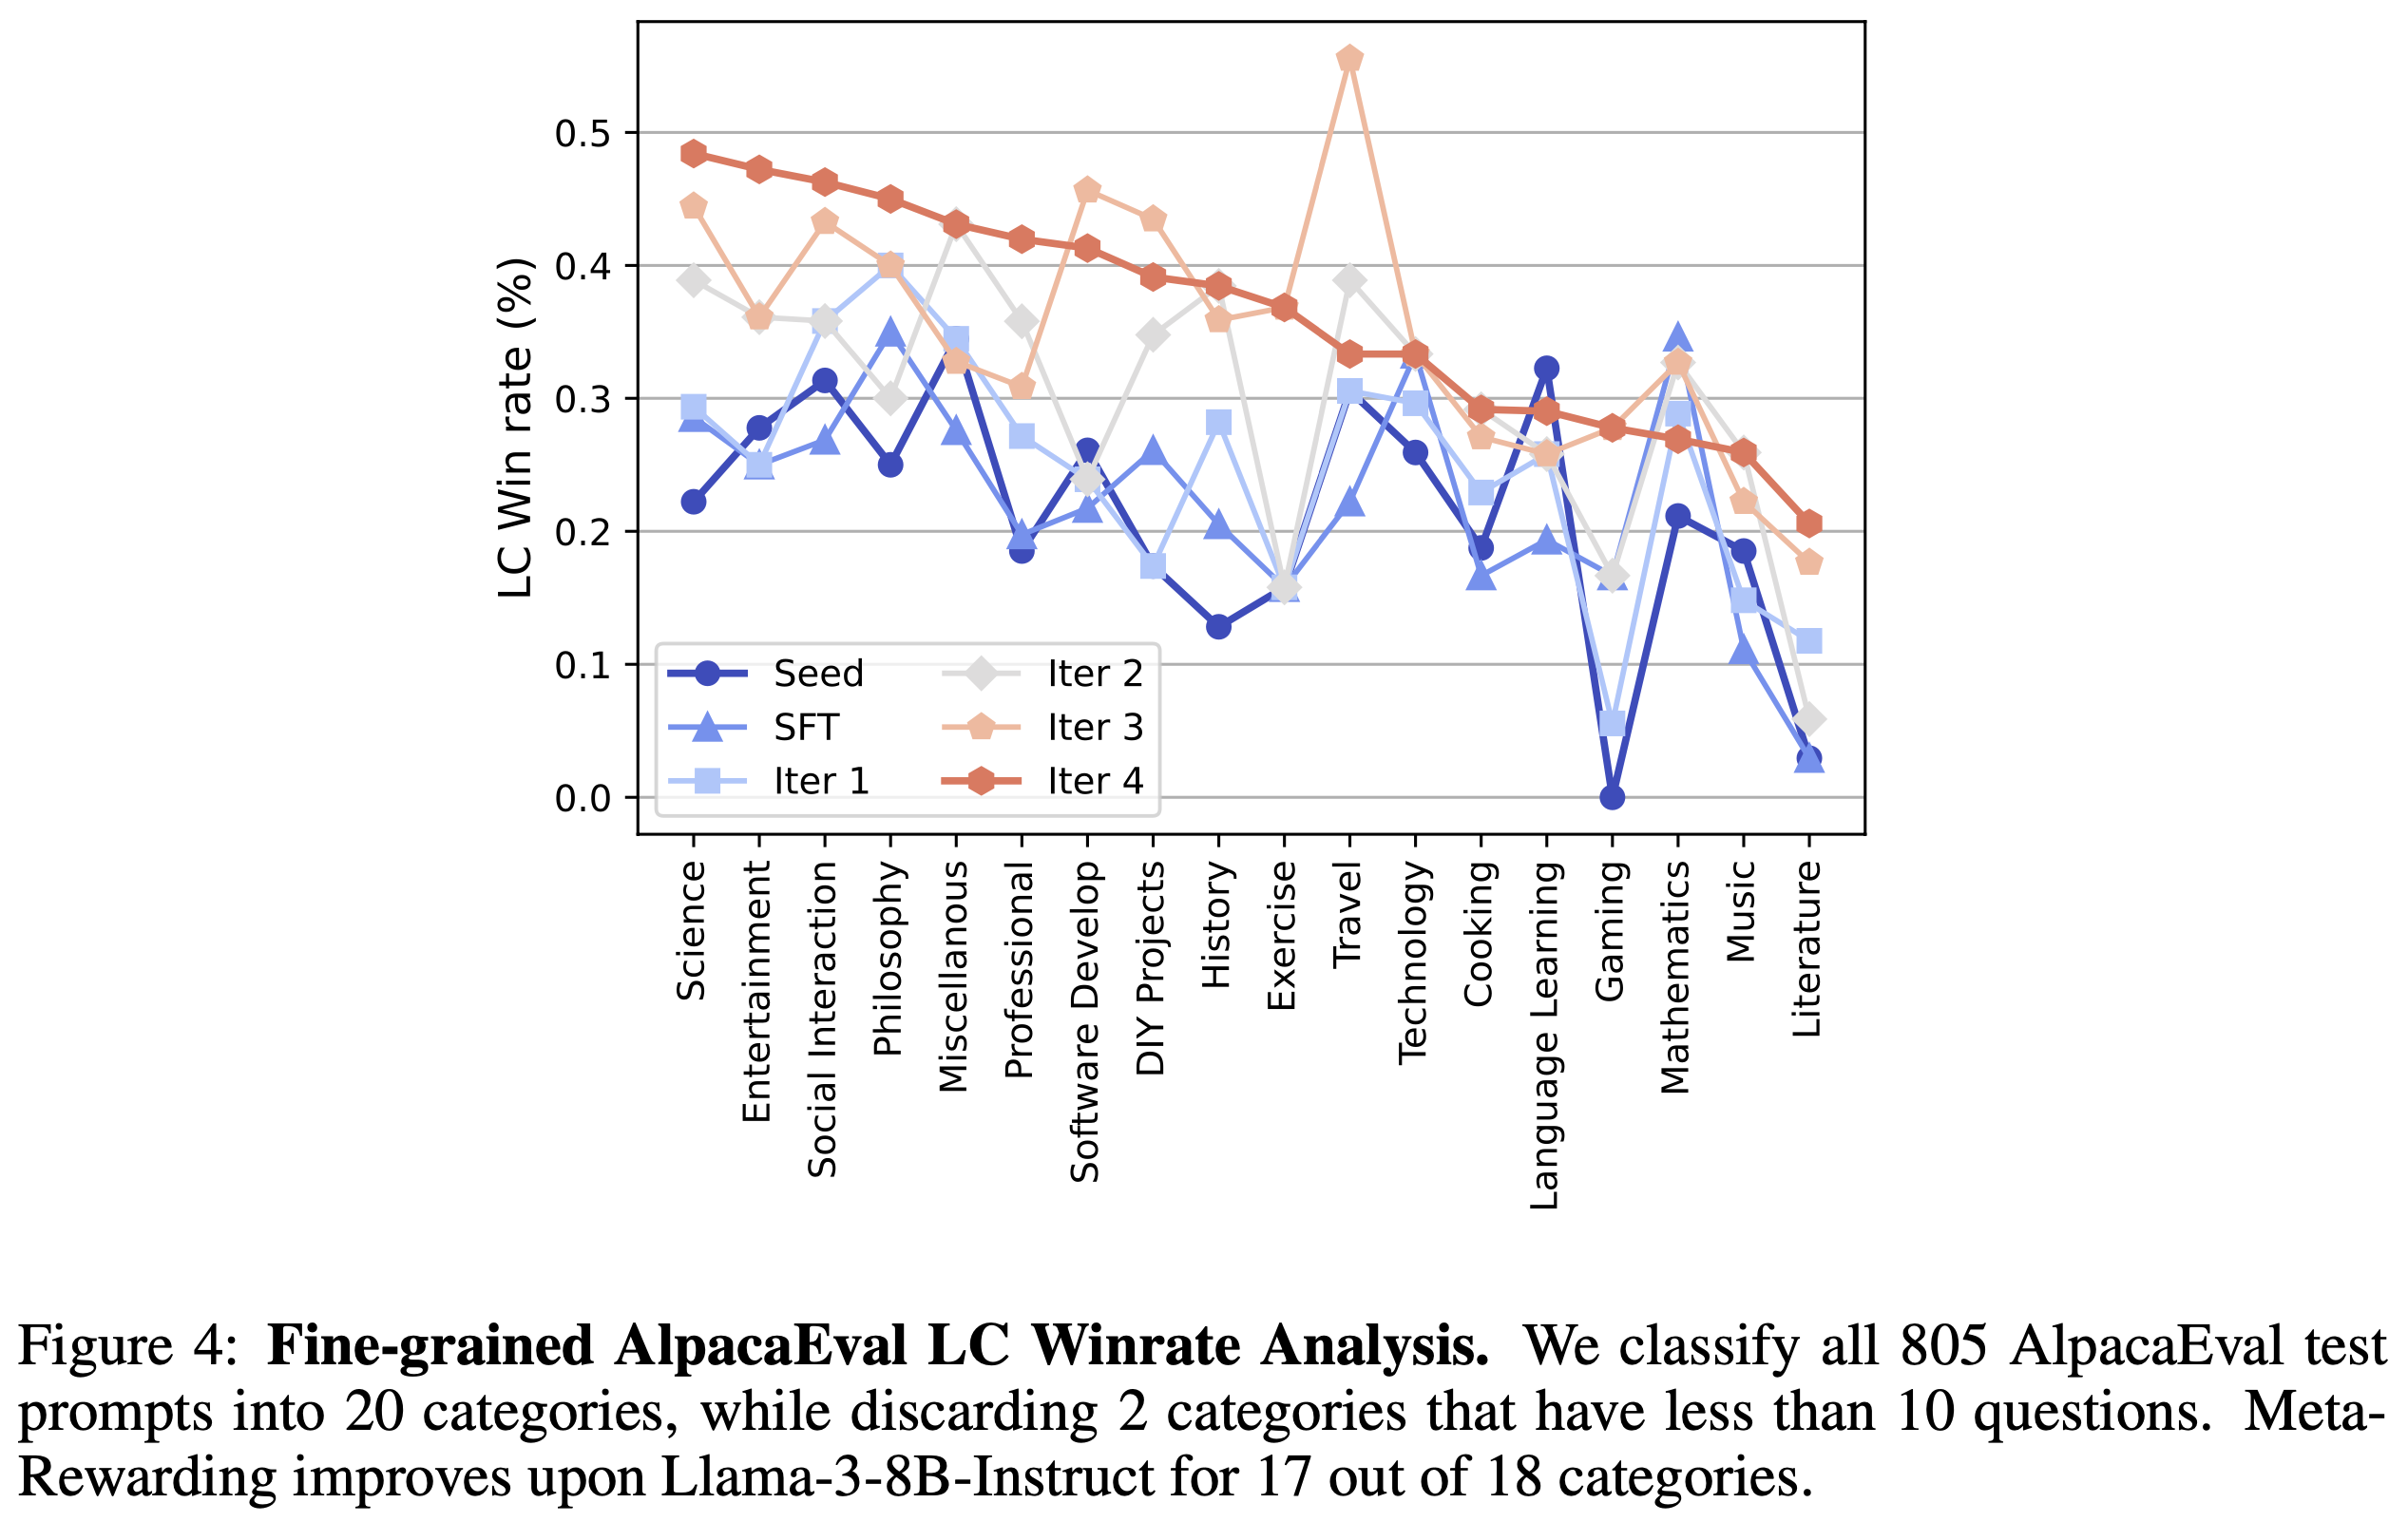 0.5
0.4
0.3
0.2
0.1
0.0
LC Win rate (%)
Seed
SFT
Iter 1
Iter 2
Iter 3
Iter 4
Science
Entertainment
Social Interaction
Philosophy
Miscellanous
Professional
Software Develop
DIY Projects
History
Exercise
Travel
Technology
Cooking
Language Learning
Gaming
Mathematics
Music
Literature
Figure 4: Fine-grained AlpacaEval LC Winrate Analysis. We classify all 805 AlpacaEval test
prompts into 20 categories, while discarding 2 categories that have less than 10 questions. Meta-
Rewarding improves upon Llama-3-8B-Instruct for 17 out of 18 categories.